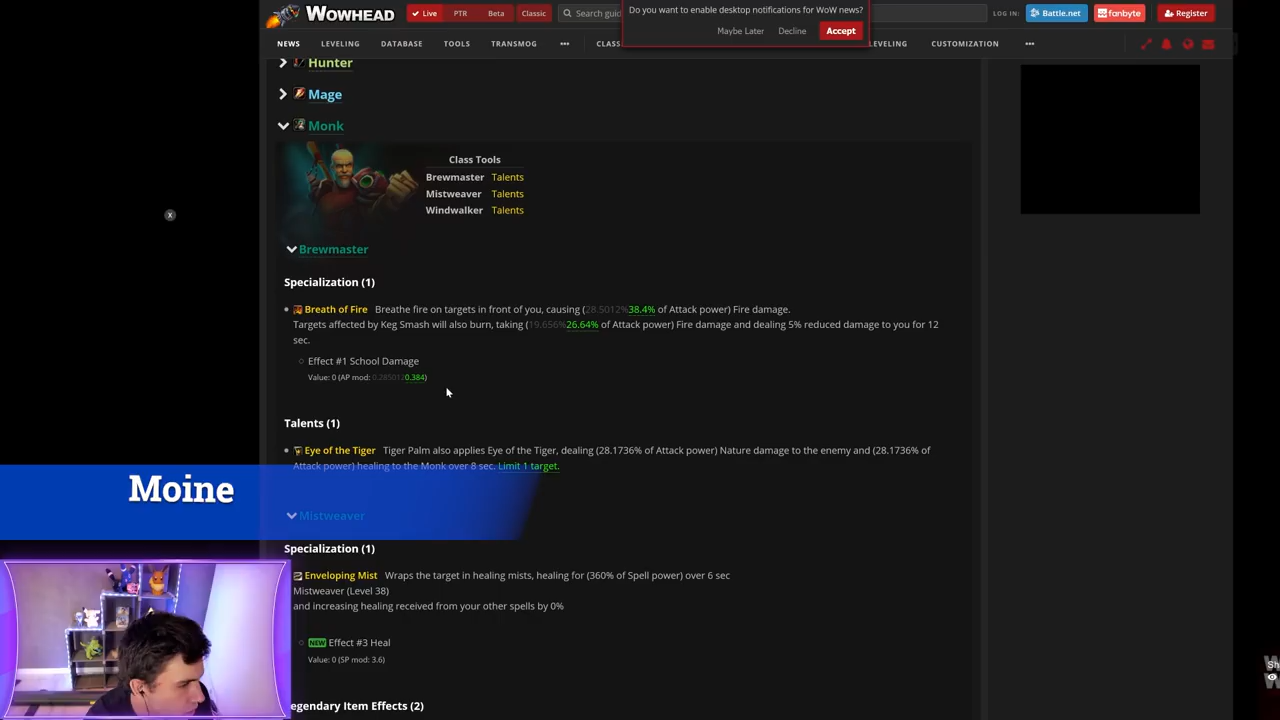 Do you want to enable desktop notifications for WoW news?
Maybe Later Decline Accept
WOWHEAD Live PTR Beta Classic Search guid LOG IN: Battle.net fanbyte Register
NEWS LEVELING DATABASE TOOLS TRANSMOG ••• CLASS LEVELING CUSTOMIZATION •••
Hunter
Mage
Monk
Class Tools
Brewmaster Talents
Mistweaver Talents
Windwalker Talents
X
Brewmaster
Specialization (1)
Breath of Fire Breathe fire on targets in front of you, causing (28.5012%38.4% of Attack power) Fire damage.
Targets affected by Keg Smash will also burn, taking (19.656%26.64% of Attack power) Fire damage and dealing 5% reduced damage to you for 12
sec.
Effect #1 School Damage
Value: 0 (AP mod: 0.2850120.384)
Talents (1)
Eye of the Tiger Tiger Palm also applies Eye of the Tiger, dealing (28.1736% of Attack power) Nature damage to the enemy and (28.1736% of
Attack power) healing to the Monk over 8 sec. Limit 1 target.
Moine
Mistweaver
Specialization (1)
Enveloping Mist Wraps the target in healing mists, healing for (360% of Spell power) over 6 sec
Mistweaver (Level 38)
and increasing healing received from your other spells by 0%
NEW Effect #3 Heal
Value: 0 (SP mod: 3.6)
Sh
egendary Item Effects (2)